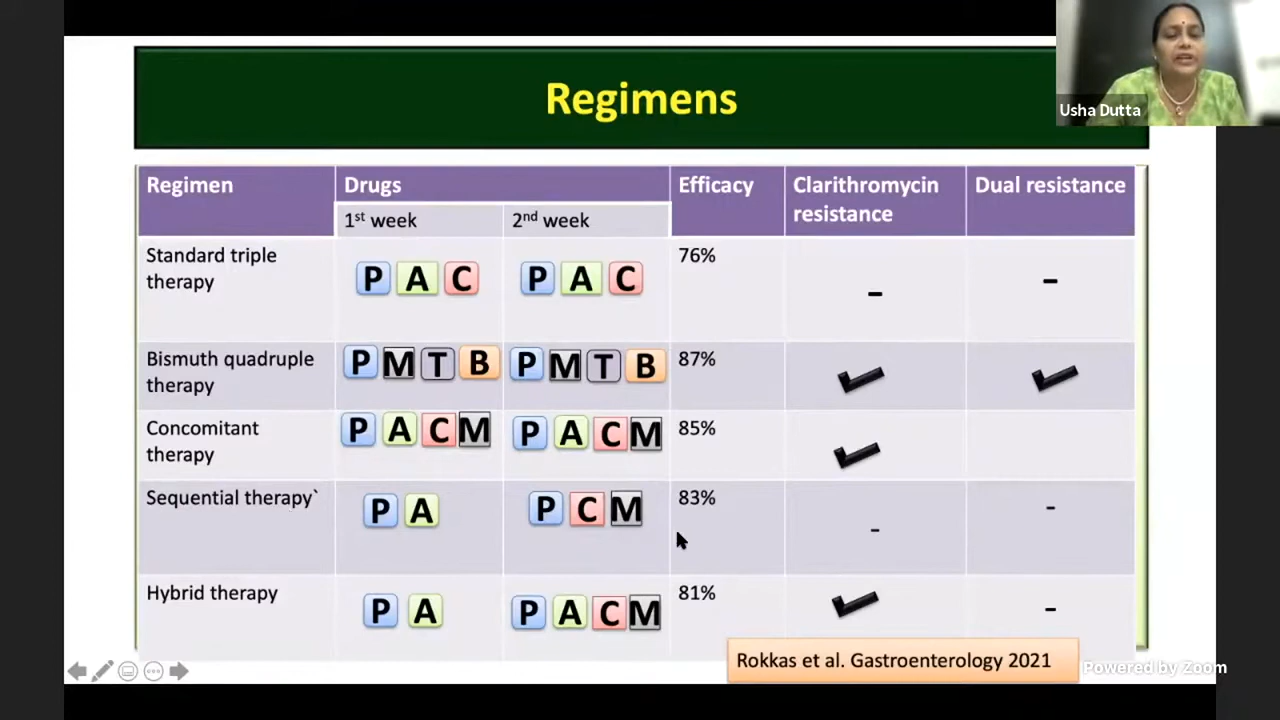 Regimens
Usha Dutta
Regimen
Drugs
Efficacy
Clarithromycin
resistance
Dual resistance
1st week
2nd week
Standard triple
therapy
P A C
P A C
76%
-
-
Bismuth quadruple
therapy
P M T B
P M T B
87%
✓
✓
Concomitant
therapy
P A C M
P A C M
85%
✓
Sequential therapy`
P A
P C M
83%
-
-
Hybrid therapy
P A
P A C M
81%
✓
-
Rokkas et al. Gastroenterology 2021
Powered by Zoom